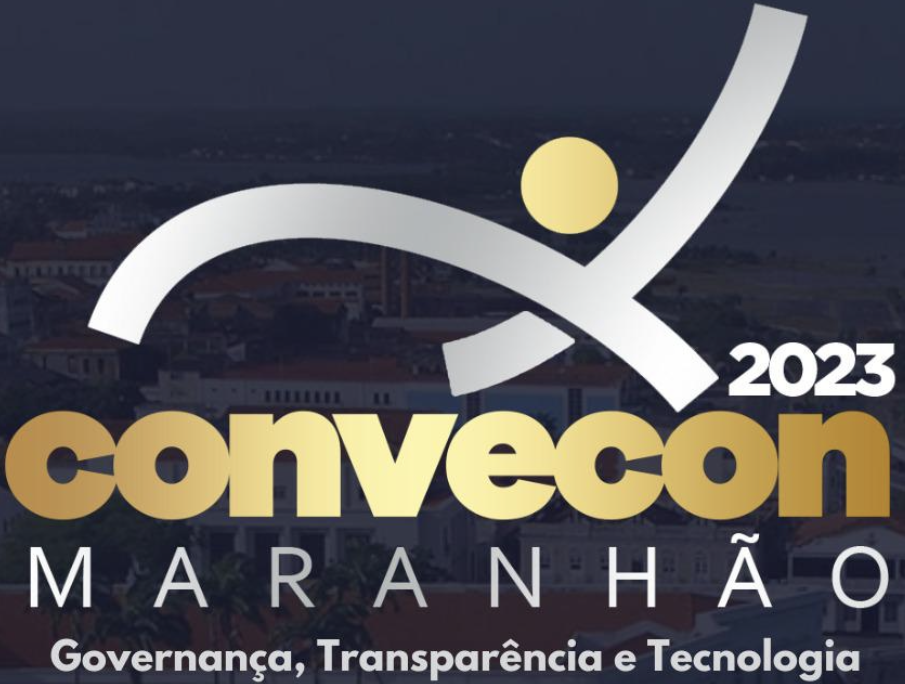 2023
convecon
MARANHÃO
Governança, Transparência e Tecnologia